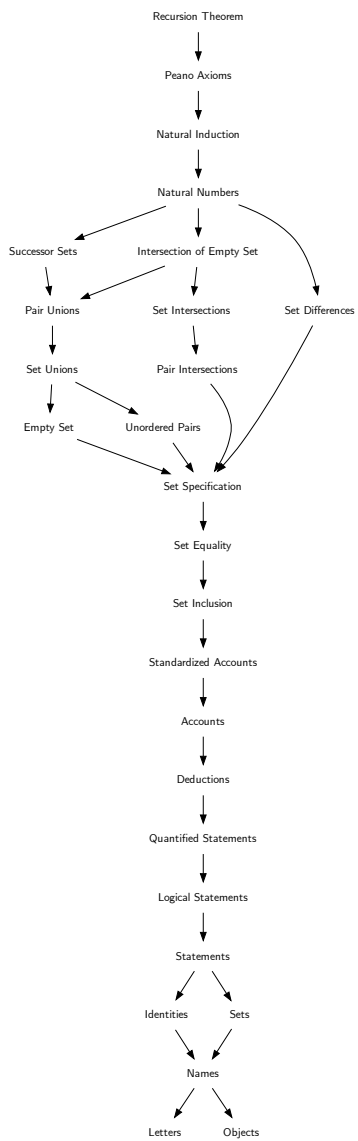 Recursion Theorem
Peano Axioms
Natural Induction
Natural Numbers
Successor Sets
Intersection of Empty Set
Pair Unions
Set Intersections
Set Differences
Set Unions
Pair Intersections
Empty Set
Unordered Pairs
Set Specification
Set Equality
Set Inclusion
Standardized Accounts
Accounts
Deductions
Quantified Statements
Logical Statements
Statements
Identities
Sets
Names
Letters
Objects